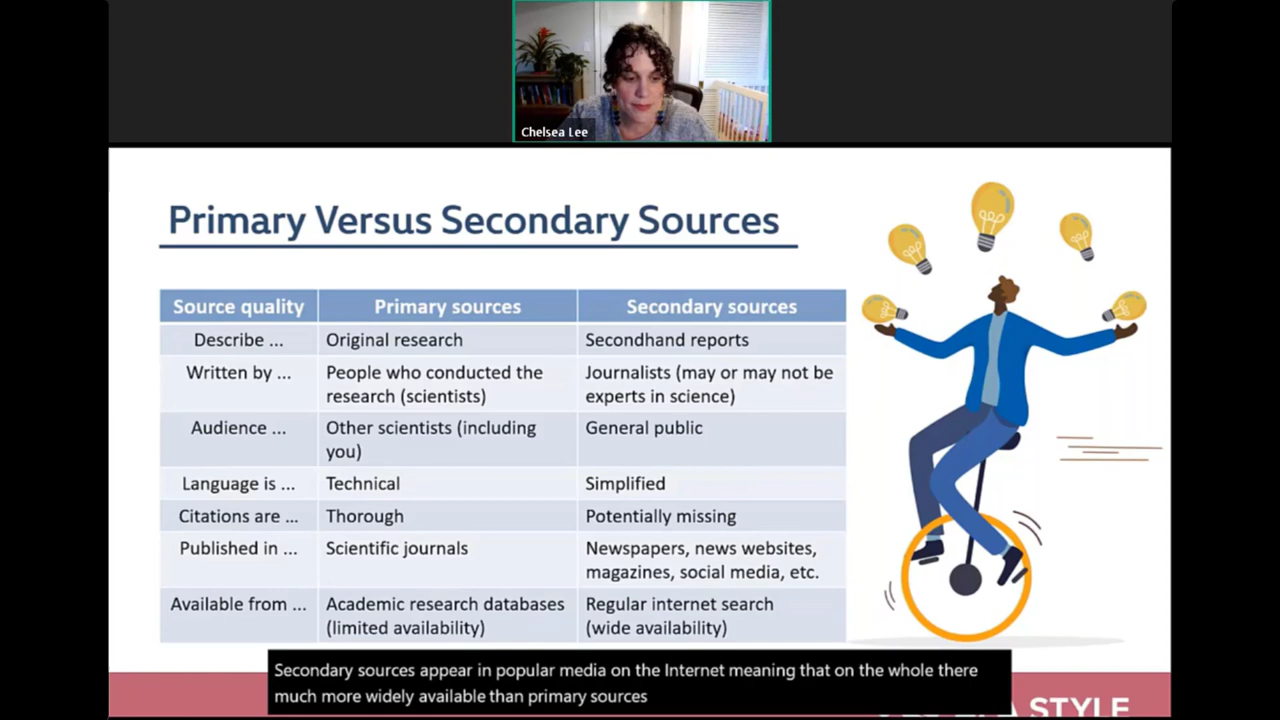 Chelsea Lee
Primary Versus Secondary Sources
Source quality Primary sources Secondary sources
Describe ... Original research Secondhand reports
Written by ... People who conducted the research (scientists) Journalists (may or may not be experts in science)
Audience ... Other scientists (including you) General public
Language is ... Technical Simplified
Citations are ... Thorough Potentially missing
Published in ... Scientific journals Newspapers, news websites, magazines, social media, etc.
Available from ... Academic research databases (limited availability) Regular internet search (wide availability)
Secondary sources appear in popular media on the Internet meaning that on the whole there
much more widely available than primary sources
STYLE